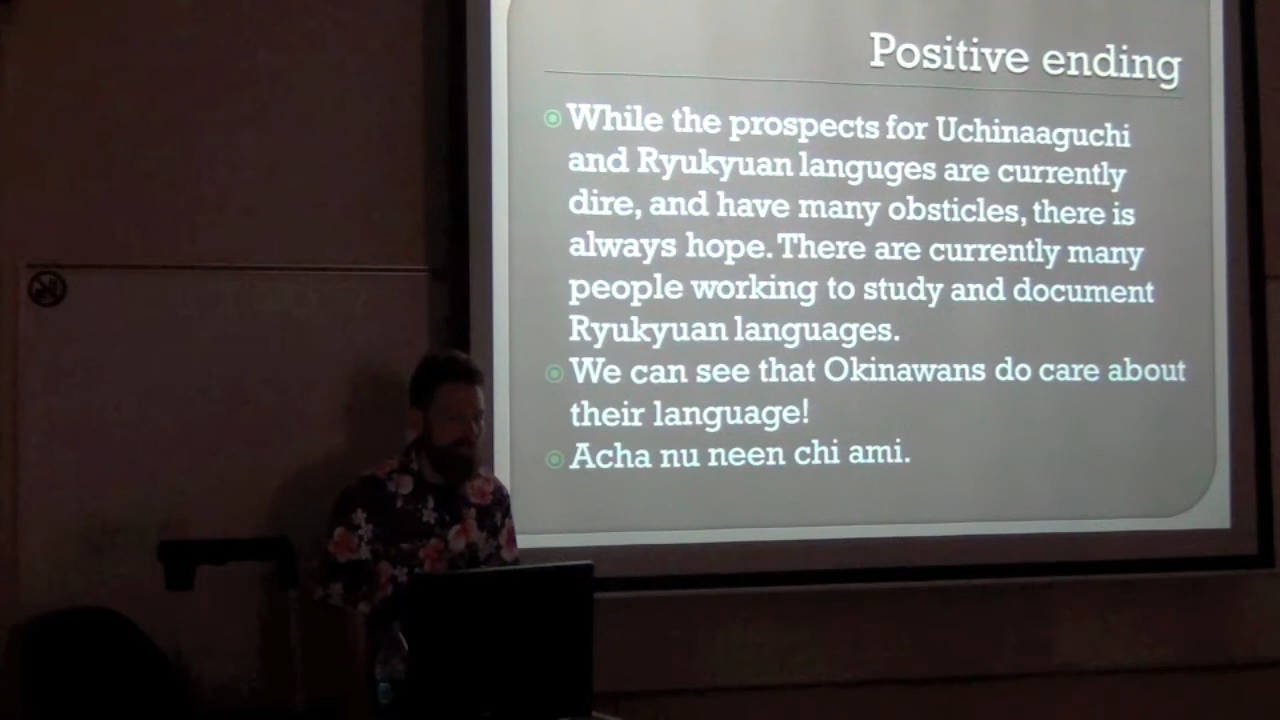 Positive ending
While the prospects for Uchinaaguchi
and Ryukyuan languges are currently
dire, and have many obsticles, there is
always hope. There are currently many
people working to study and document
Ryukyuan languages.
We can see that Okinawans do care about
their language!
Acha nu neen chi ami.